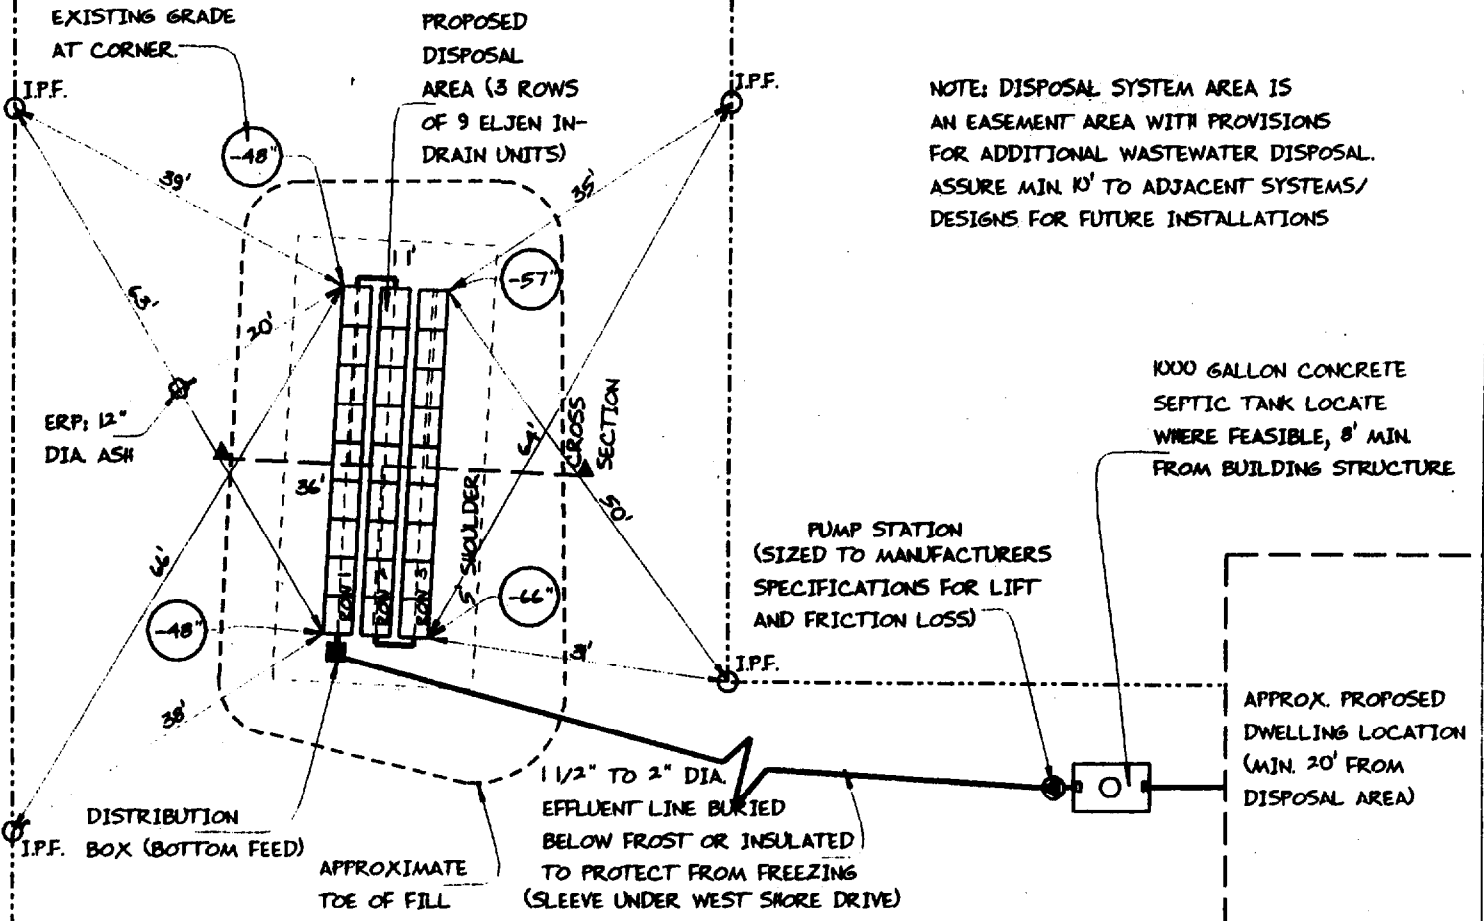 EXISTING GRADE
AT CORNER.
PROPOSED
DISPOSAL
AREA (3 ROWS
OF 9 ELJEN IN-
DRAIN UNITS)
I.P.F.
I.P.F.
NOTE: DISPOSAL SYSTEM AREA IS
AN EASEMENT AREA WITH PROVISIONS
FOR ADDITIONAL WASTEWATER DISPOSAL.
ASSURE MIN. 10' TO ADJACENT SYSTEMS/
DESIGNS FOR FUTURE INSTALLATIONS
-48"
39'
35'
11'
-57"
63'
20'
ERP: 12"
DIA. ASH
CROSS
SECTION
64'
36'
50'
5' SHOULDER
1000 GALLON CONCRETE
SEPTIC TANK LOCATE
WHERE FEASIBLE, 8' MIN.
FROM BUILDING STRUCTURE
PUMP STATION
(SIZED TO MANUFACTURERS
SPECIFICATIONS FOR LIFT
AND FRICTION LOSS)
66'
ROW 1
ROW 2
ROW 3
-66"
-48"
31'
I.P.F.
38'
APPROX. PROPOSED
DWELLING LOCATION
(MIN. 20' FROM
DISPOSAL AREA)
DISTRIBUTION
BOX (BOTTOM FEED)
I.P.F.
APPROXIMATE
TOE OF FILL
1 1/2" TO 2" DIA.
EFFLUENT LINE BURIED
BELOW FROST OR INSULATED
TO PROTECT FROM FREEZING
(SLEEVE UNDER WEST SHORE DRIVE)